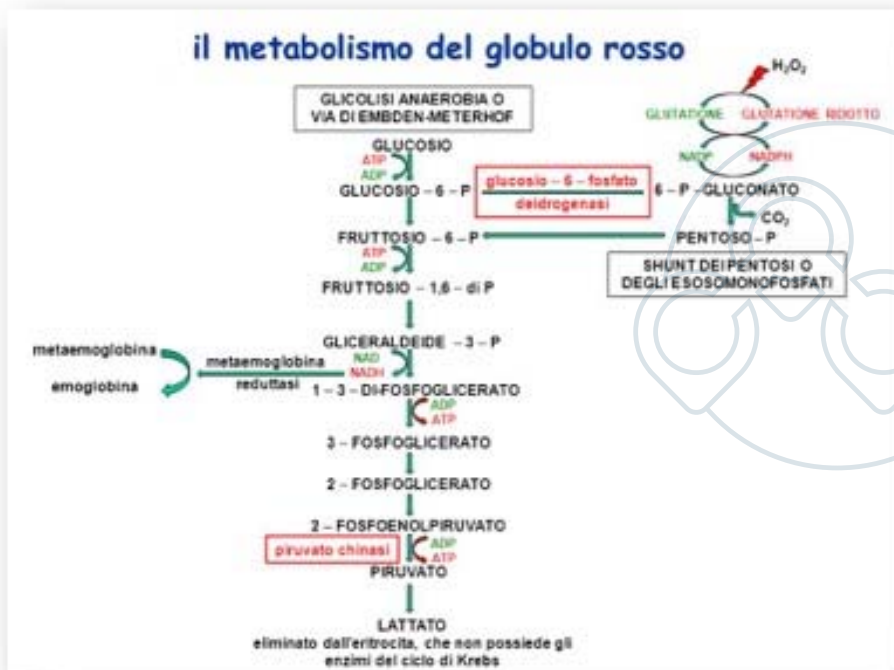 il metabolismo del globulo rosso
GLICOLISI ANAEROBIA O
VIA DI EMBDEN-METERHOF
H₂O₂
GLUTATIONE
GLUTATIONE RIDOTTO
NADP
NADPH
GLUCOSIO
ATP
ADP
GLUCOSIO – 6 – P
glucosio – 6 – fosfato
deidrogenasi
6 – P – GLUCONATO
CO₂
FRUTTOSIO – 6 – P
PENTOSO – P
ATP
ADP
SHUNT DEI PENTOSI O
DEGLI ESOSOMONOFOSFATI
FRUTTOSIO – 1,6 – di P
GLICERALDEIDE – 3 – P
metaemoglobina
NAD
NADH
metaemoglobina
reduttasi
emoglobina
1 – 3 – DI-FOSFOGLICERATO
ADP
ATP
3 – FOSFOGLICERATO
2 – FOSFOGLICERATO
2 – FOSFOENOLPIRUVATO
piruvato chinasi
ADP
ATP
PIRUVATO
LATTATO
eliminato dall'eritrocita, che non possiede gli
enzimi del ciclo di Krebs